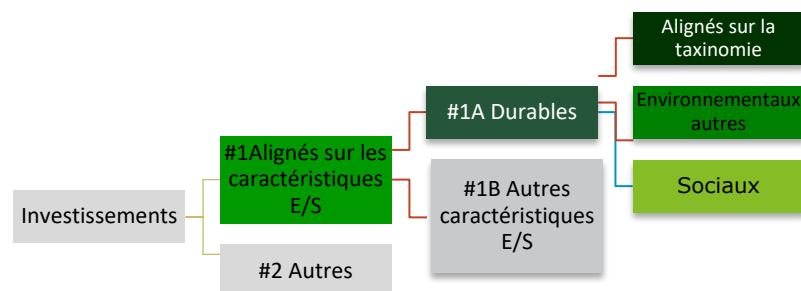 Alignés sur la
taxinomie
#1A Durables
Environnementaux
autres
#1Alignés sur les
caractéristiques
E/S
#1B Autres
caractéristiques
E/S
Sociaux
Investissements
#2 Autres